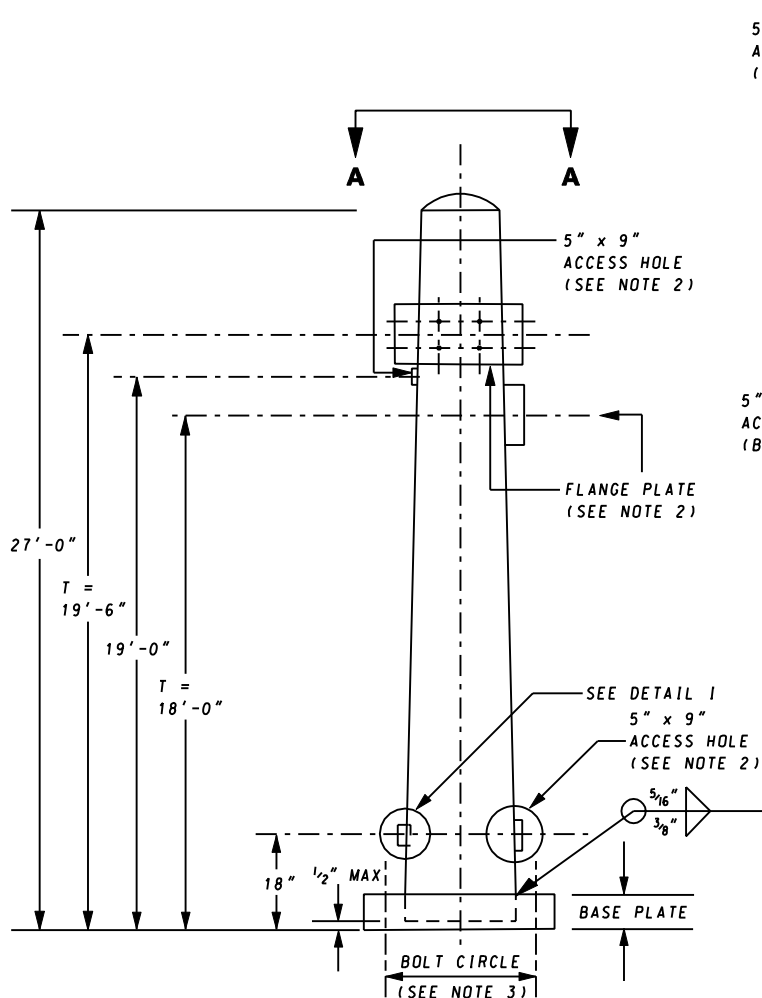 5
A
(
A
A
5" x 9"
ACCESS HOLE
(SEE NOTE 2)
5"
AC
(B
FLANGE PLATE
(SEE NOTE 2)
27'-0"
T =
19'-6"
19'-0"
T =
18'-0"
SEE DETAIL 1
5" x 9"
ACCESS HOLE
(SEE NOTE 2)
5/16"
3/8"
18"
1/2" MAX
BASE PLATE
BOLT CIRCLE
(SEE NOTE 3)